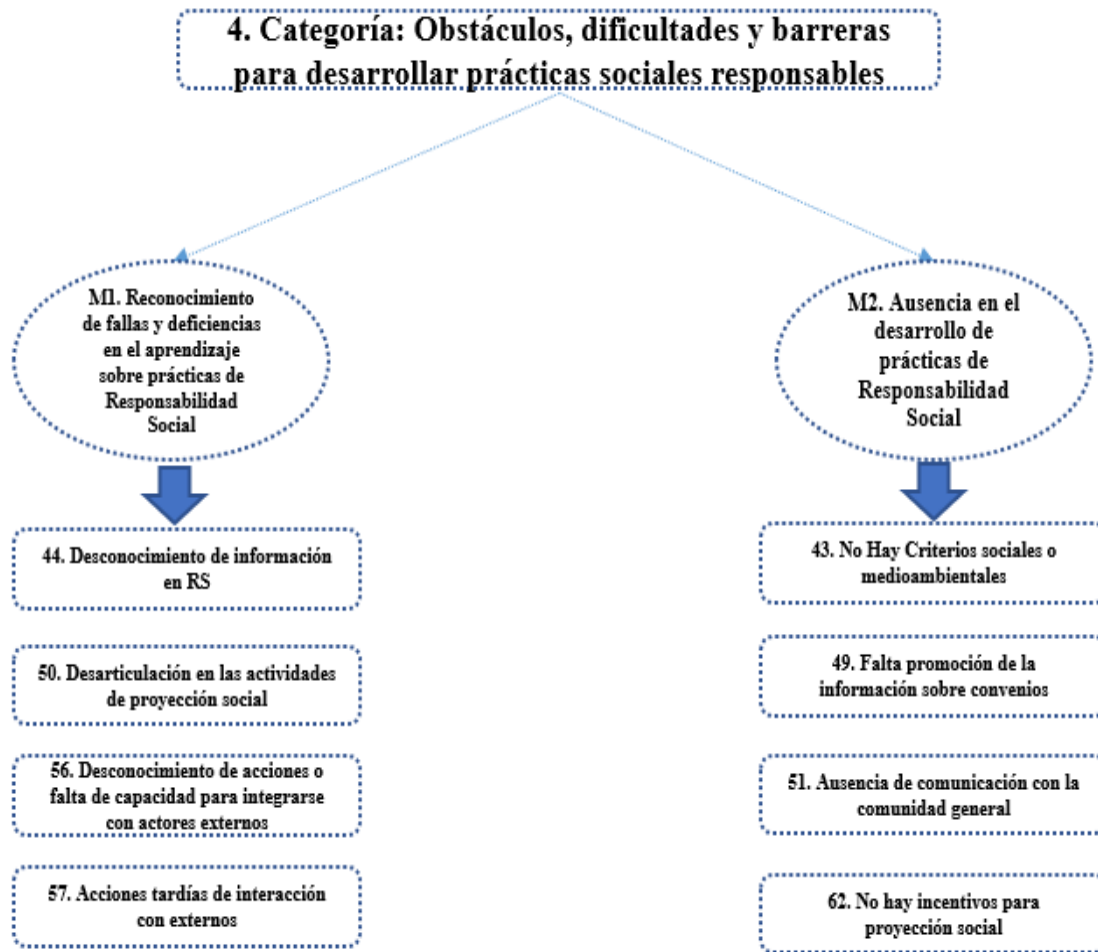 4. Categoría: Obstáculos, dificultades y barreras
para desarrollar prácticas sociales responsables
M1. Reconocimiento
de fallas y deficiencias
en el aprendizaje
sobre prácticas de
Responsabilidad
Social
44. Desconocimiento de información
en RS
50. Desarticulación en las actividades
de proyección social
56. Desconocimiento de acciones o
falta de capacidad para integrarse
con actores externos
57. Acciones tardías de interacción
con externos
M2. Ausencia en el
desarrollo de
prácticas de
Responsabilidad
Social
43. No Hay Criterios sociales o
medioambientales
49. Falta promoción de la
información sobre convenios
51. Ausencia de comunicación con la
comunidad general
62. No hay incentivos para
proyección social